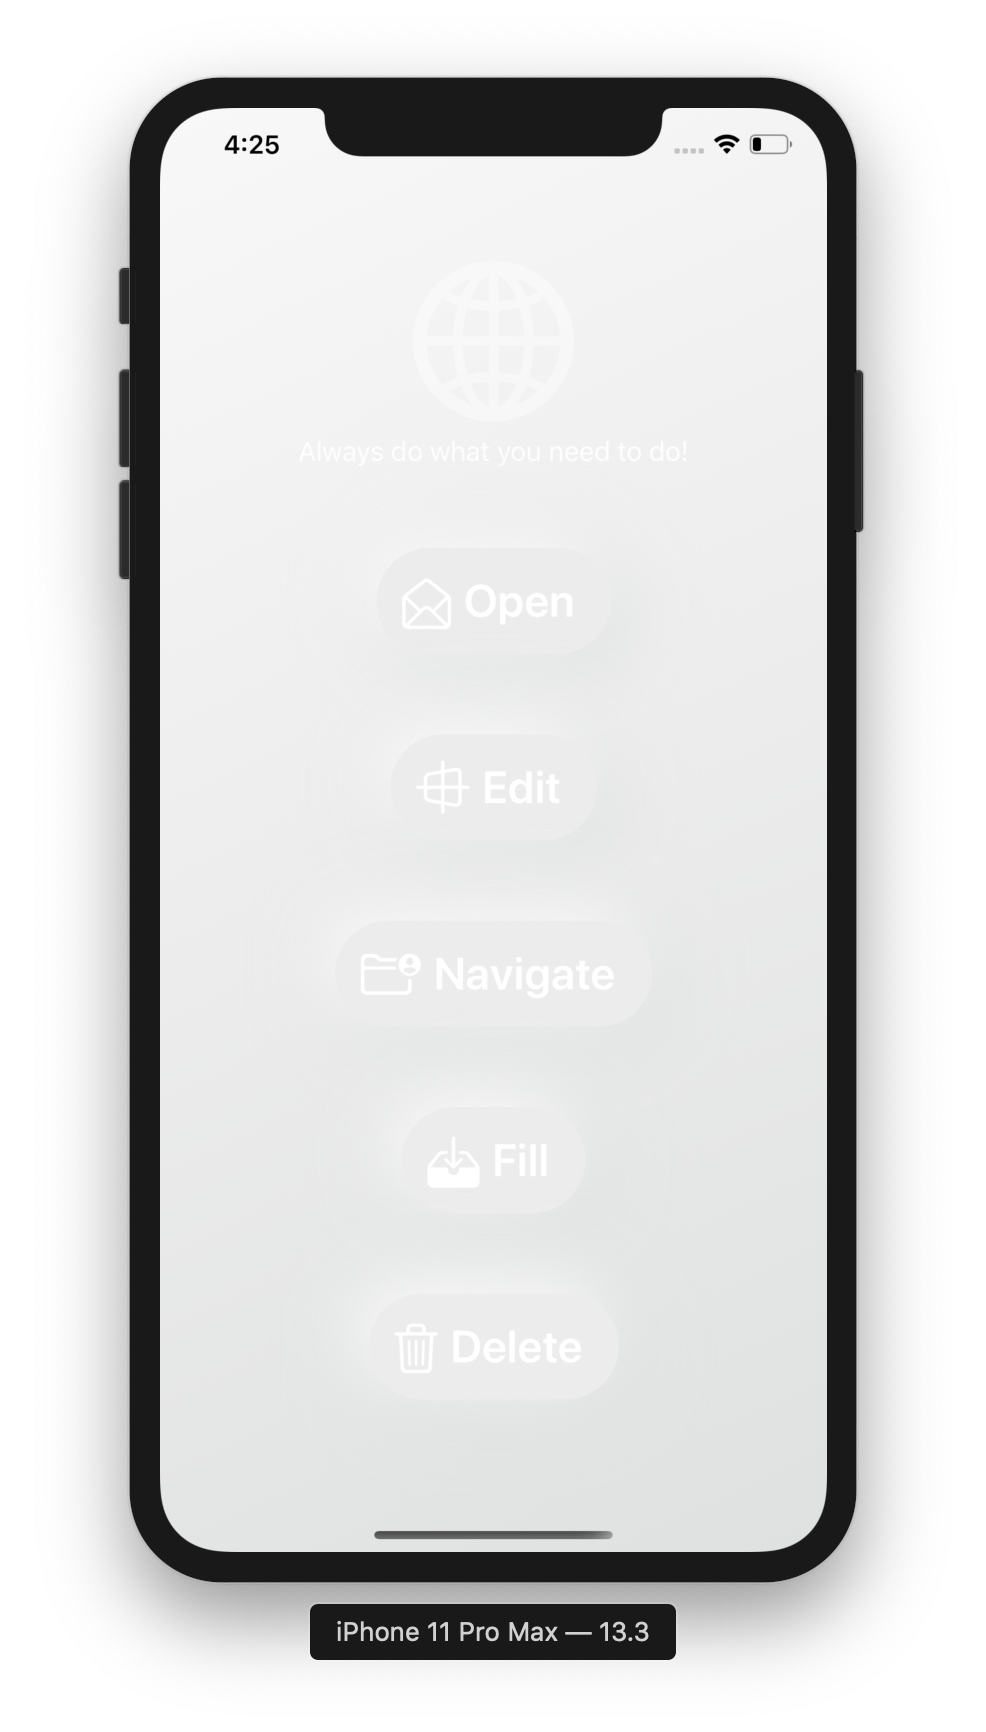 4:25
Always do what you need to do!
Open
Edit
Navigate
Fill
Delete
iPhone 11 Pro Max — 13.3